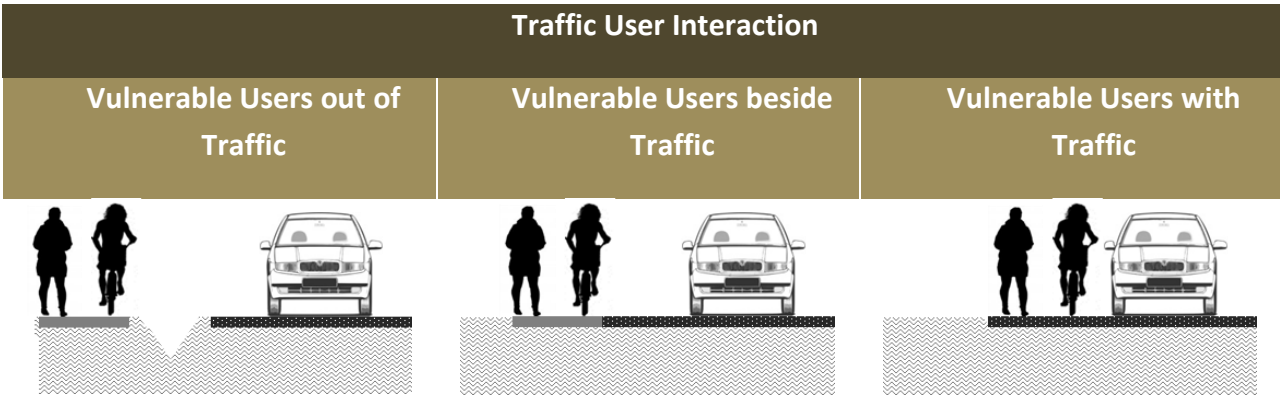 Traffic User Interaction
Vulnerable Users out of
Traffic
Vulnerable Users beside
Traffic
Vulnerable Users with
Traffic